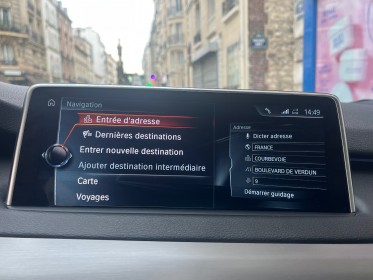 14:49
Navigation
Entrée d'adresse
Dernières destinations
Entrer nouvelle destination
Ajouter destination intermédiaire
Carte
Voyages
Adresse
Dicter adresse
FRANCE
COURBEVOIE
BOULEVARD DE VERDUN
9
Démarrer guidage